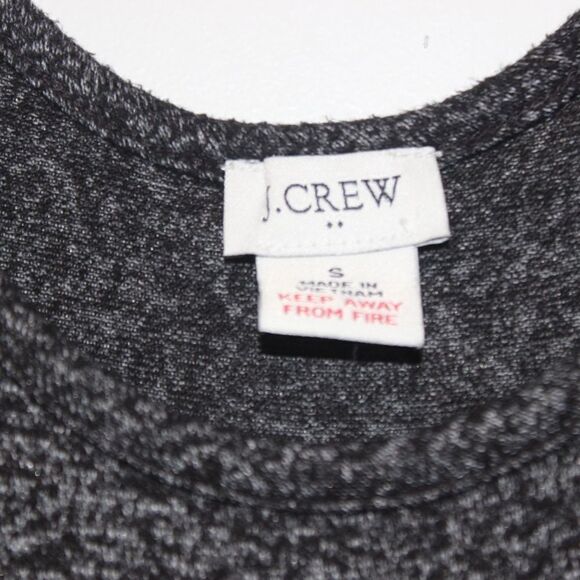 J.CREW
S
MADE IN
VIETNAM
KEEP AWAY
FROM FIRE